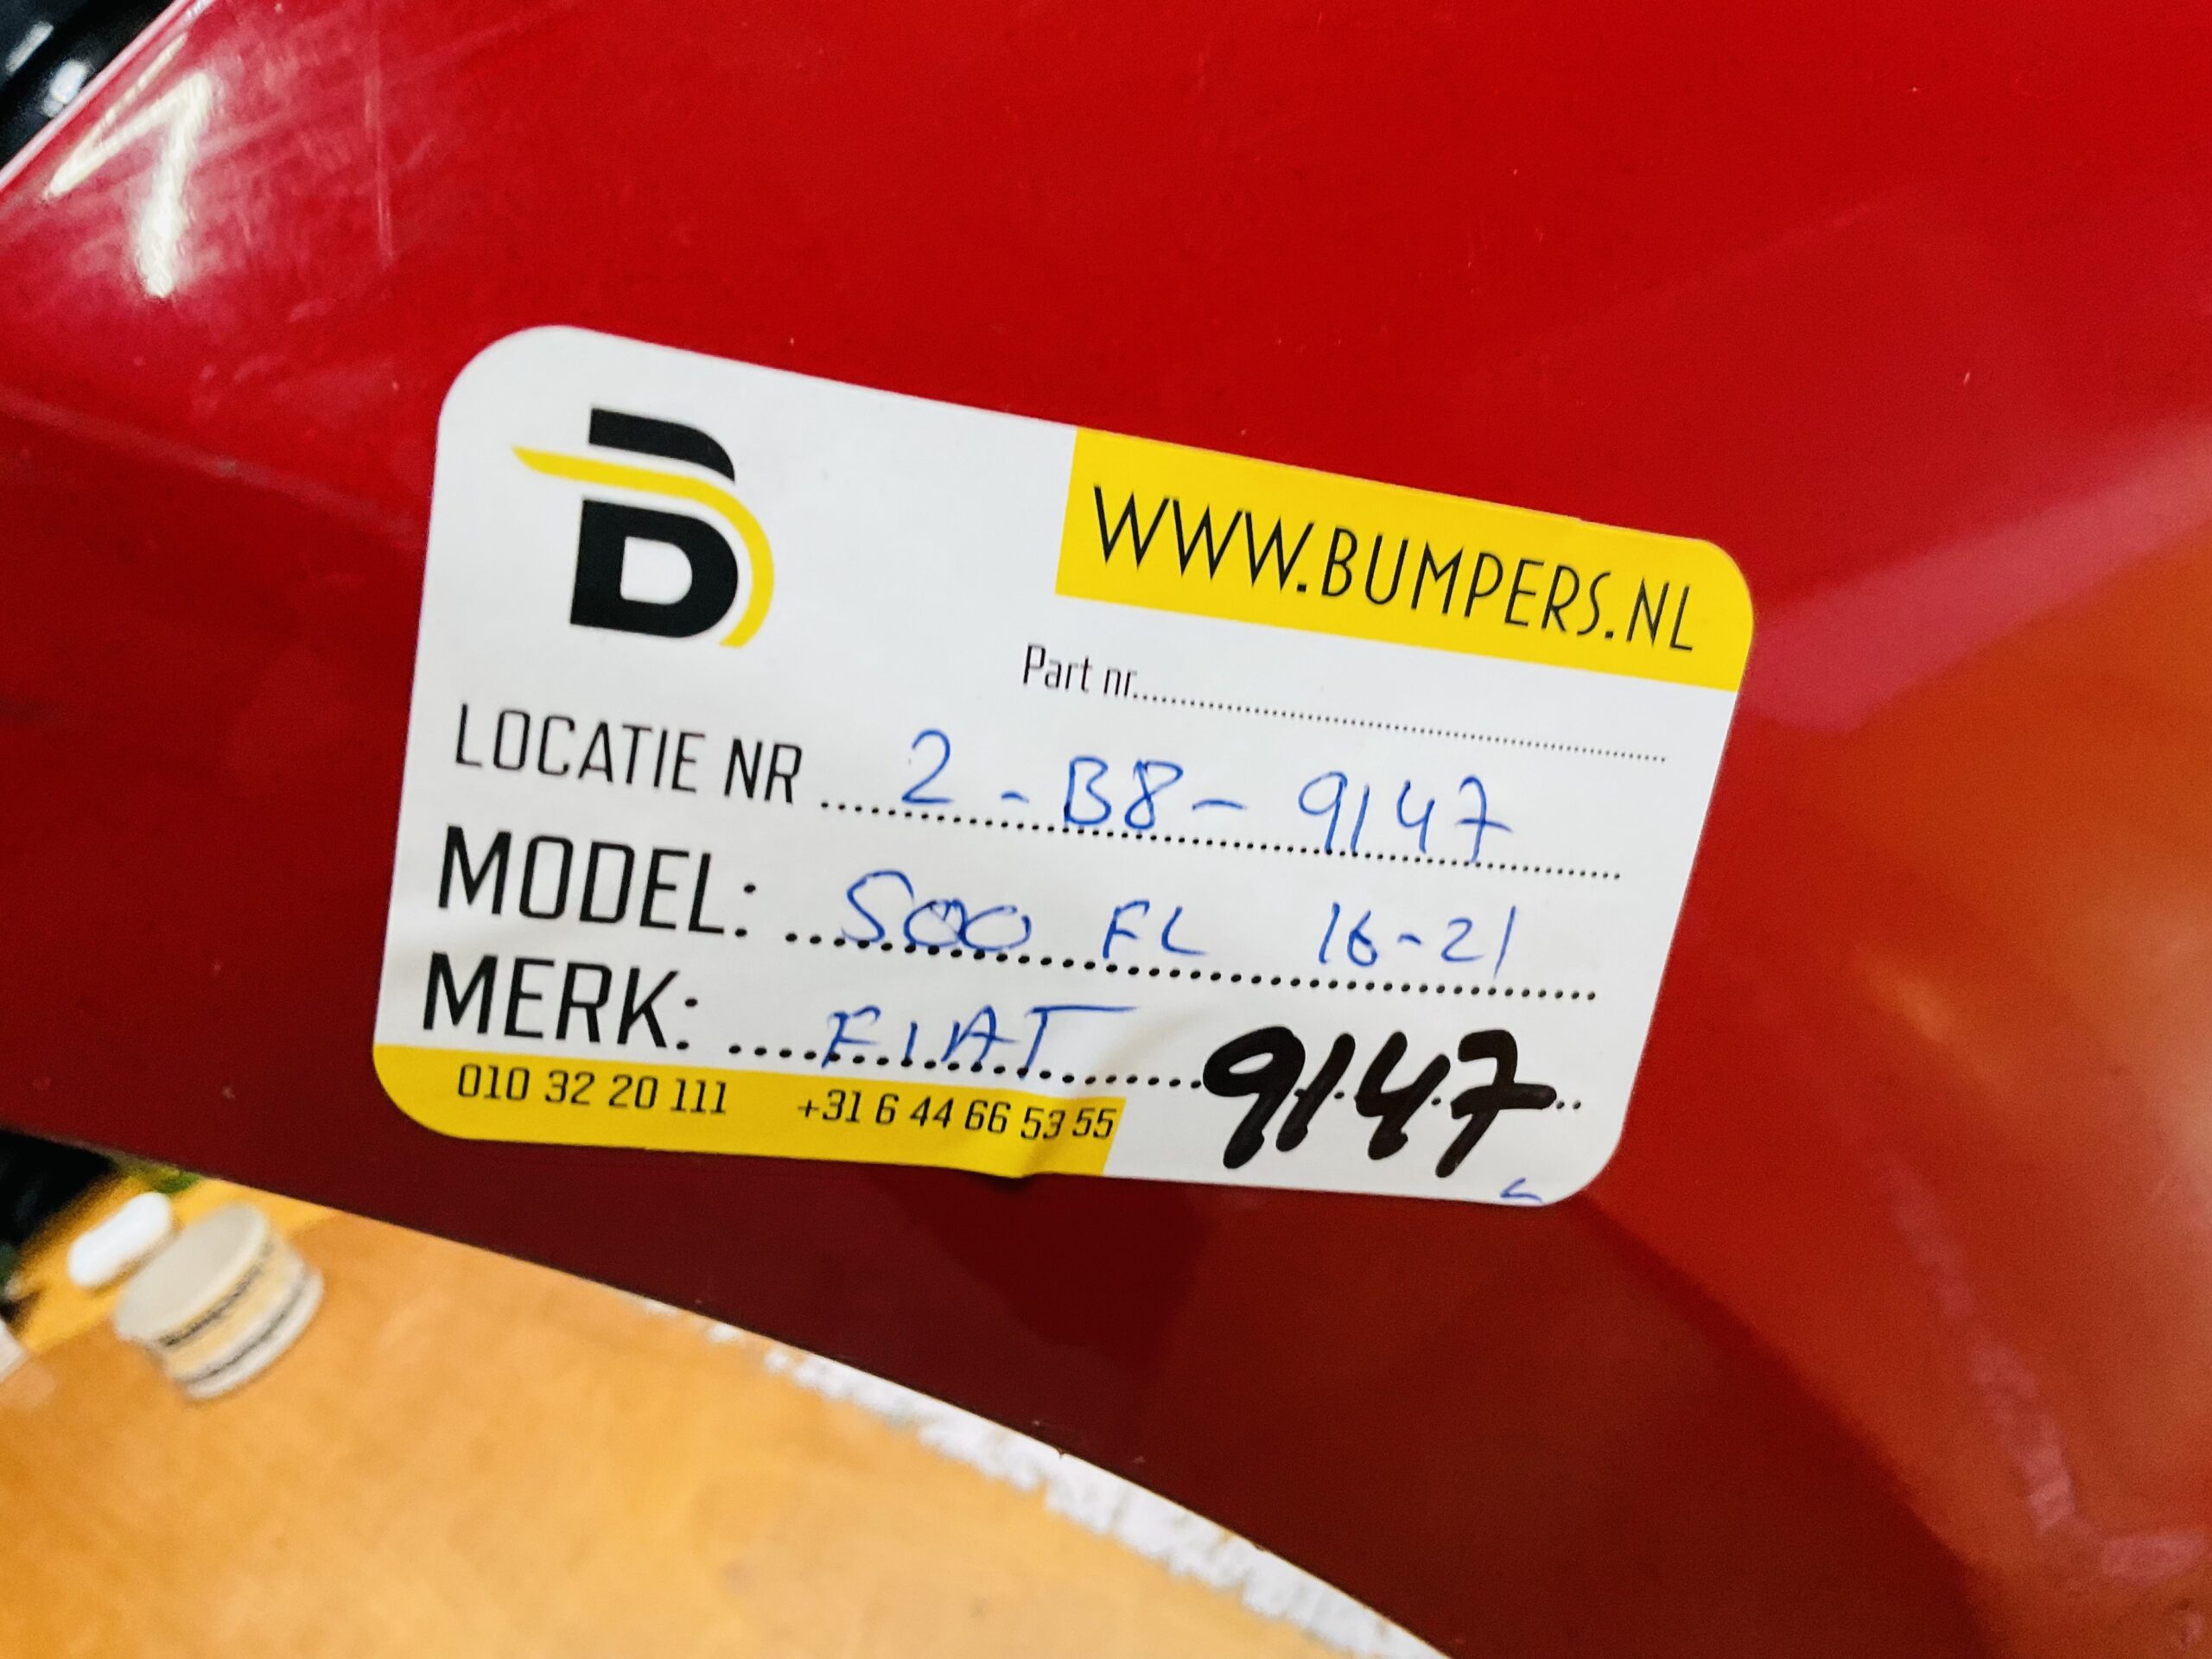 B
WWW.BUMPERS.NL
Part nr.
LOCATIE NR 2-B8-9147
MODEL: 500 FL 16-21
MERK: FIAT
9147
010 32 20 111 +31 6 44 66 53 55